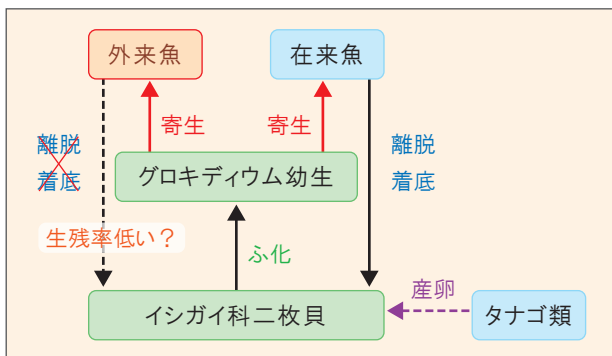 外来魚
在来魚
寄生
寄生
離脱
着底
離脱
着底
グロキディウム幼生
生残率低い？
ふ化
産卵
イシガイ科二枚貝
タナゴ類